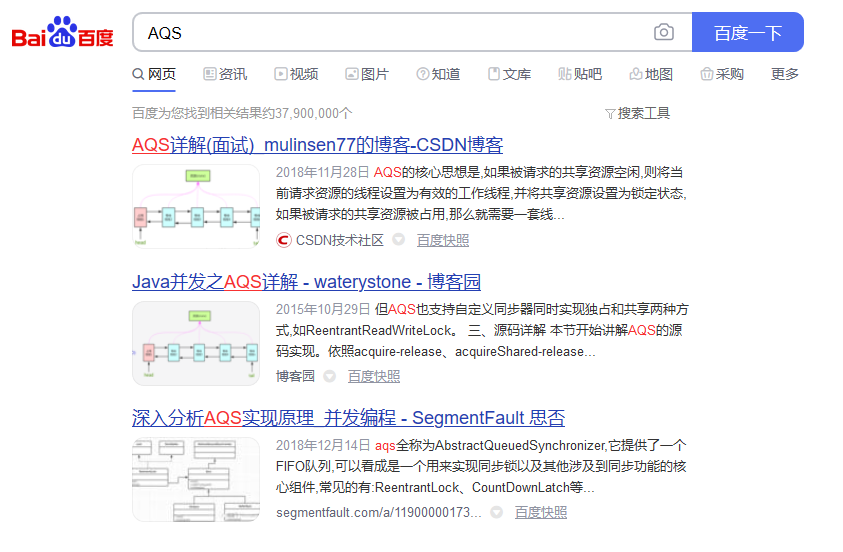 Bai du 百度
AQS
百度一下
网页 资讯 视频 图片 知道 文库 贴吧 地图 采购 更多
百度为您找到相关结果约37,900,000个
搜索工具
AQS详解(面试)_mulinsen77的博客-CSDN博客
2018年11月28日 AQS的核心思想是,如果被请求的共享资源空闲,则将当
前请求资源的线程设置为有效的工作线程,并将共享资源设置为锁定状态,
如果被请求的共享资源被占用,那么就需要一套线...
CSDN技术社区 百度快照
Java并发之AQS详解 - waterystone - 博客园
2015年10月29日 但AQS也支持自定义同步器同时实现独占和共享两种方
式,如ReentrantReadWriteLock。 三、源码详解 本节开始讲解AQS的源
码实现。依照acquire-release、acquireShared-release...
博客园 百度快照
深入分析AQS实现原理_并发编程 - SegmentFault 思否
2018年12月14日 aqs全称为AbstractQueuedSynchronizer,它提供了一个
FIFO队列,可以看成是一个用来实现同步锁以及其他涉及到同步功能的核
心组件,常见的有:ReentrantLock、CountDownLatch等...
segmentfault.com/a/11900000173... 百度快照